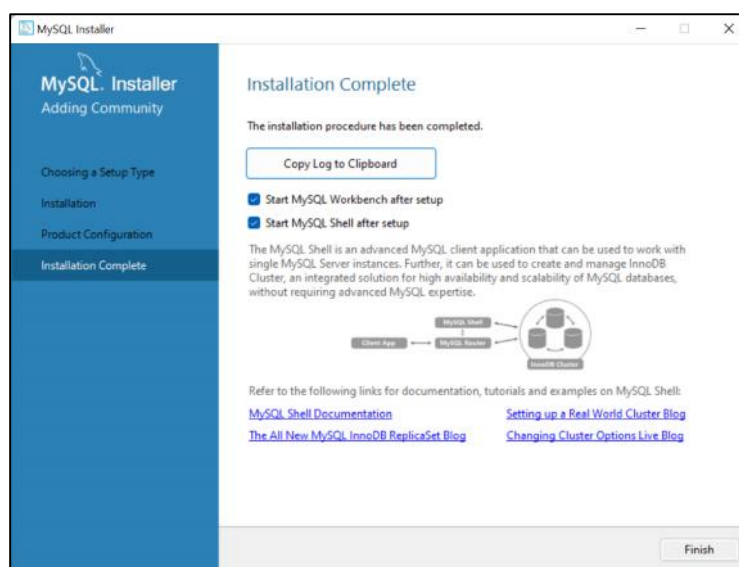 MySQL Installer
MySQL. Installer
Adding Community
Choosing a Setup Type
Installation
Product Configuration
Installation Complete
Installation Complete
The installation procedure has been completed.
Copy Log to Clipboard
Start MySQL Workbench after setup
Start MySQL Shell after setup
The MySQL Shell is an advanced MySQL client application that can be used to work with
single MySQL Server instances. Further, it can be used to create and manage InnoDB
Cluster, an integrated solution for high availability and scalability of MySQL databases,
without requiring advanced MySQL expertise.
MySQL Shell
Client App
MySQL Router
InnoDB Cluster
Refer to the following links for documentation, tutorials and examples on MySQL Shell:
MySQL Shell Documentation
Setting up a Real World Cluster Blog
The All New MySQL InnoDB ReplicaSet Blog
Changing Cluster Options Live Blog
Finish